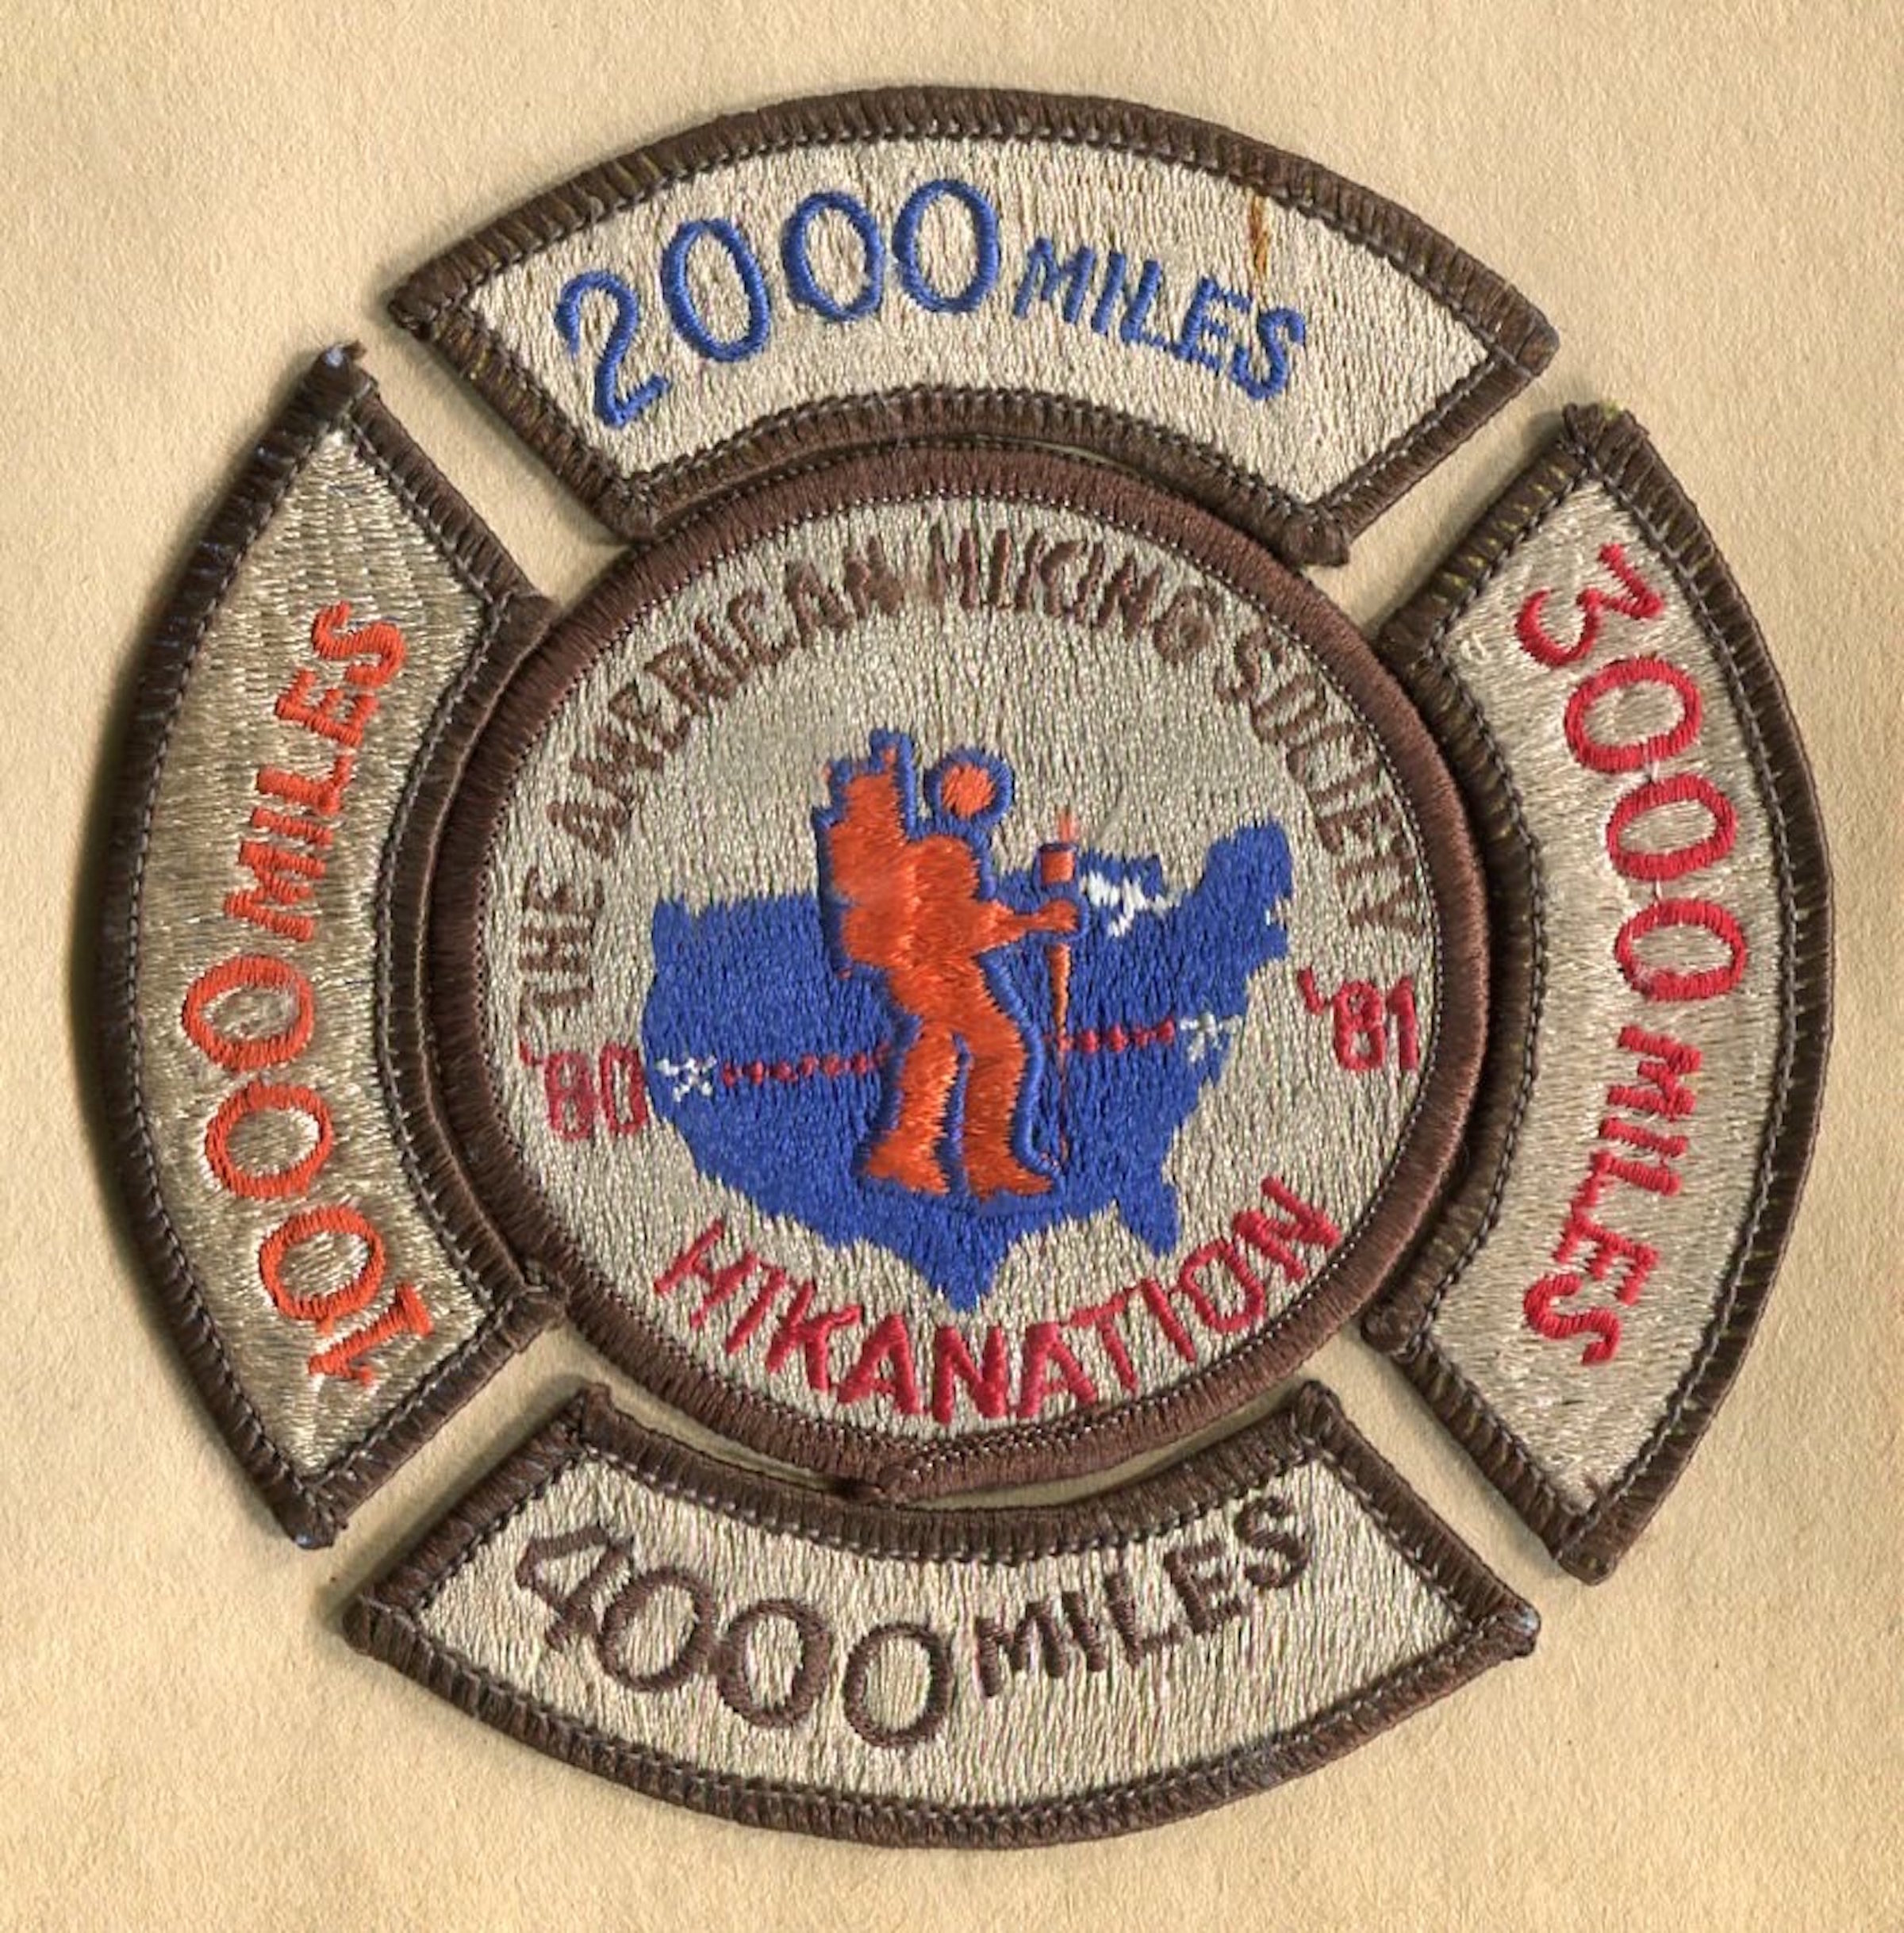 2000 MILES
1000 MILES
3000 MILES
THE AMERICAN HIKING SOCIETY
'80
'81
HIKANATION
4000 MILES